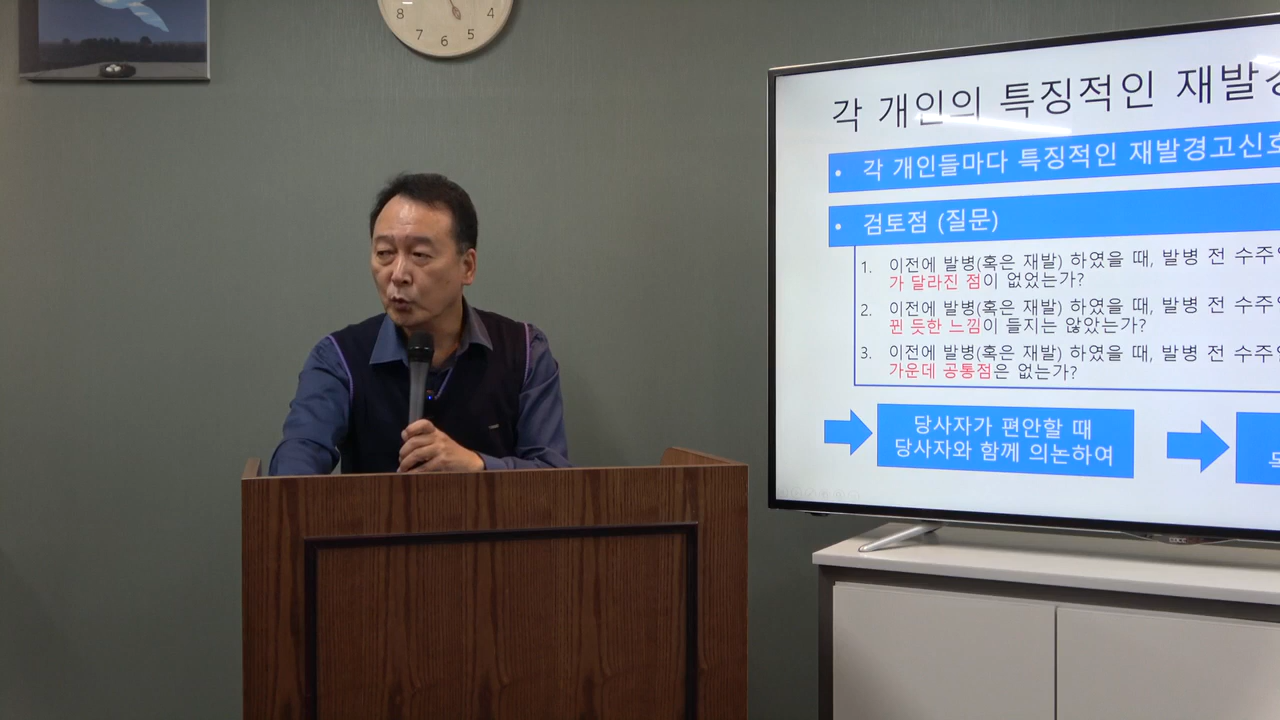 8
7
6
5
4
각 개인의 특징적인 재발경
• 각 개인들마다 특징적인 재발경고신호
• 검토점 (질문)
1. 이전에 발병(혹은 재발) 하였을 때, 발병 전 수주
가 달라진 점이 없었는가?
2. 이전에 발병(혹은 재발) 하였을 때, 발병 전 수주
뀐 듯한 느낌이 들지는 않았는가?
3. 이전에 발병(혹은 재발) 하였을 때, 발병 전 수주
가운데 공통점은 없는가?
당사자가 편안할 때
당사자와 함께 의논하여